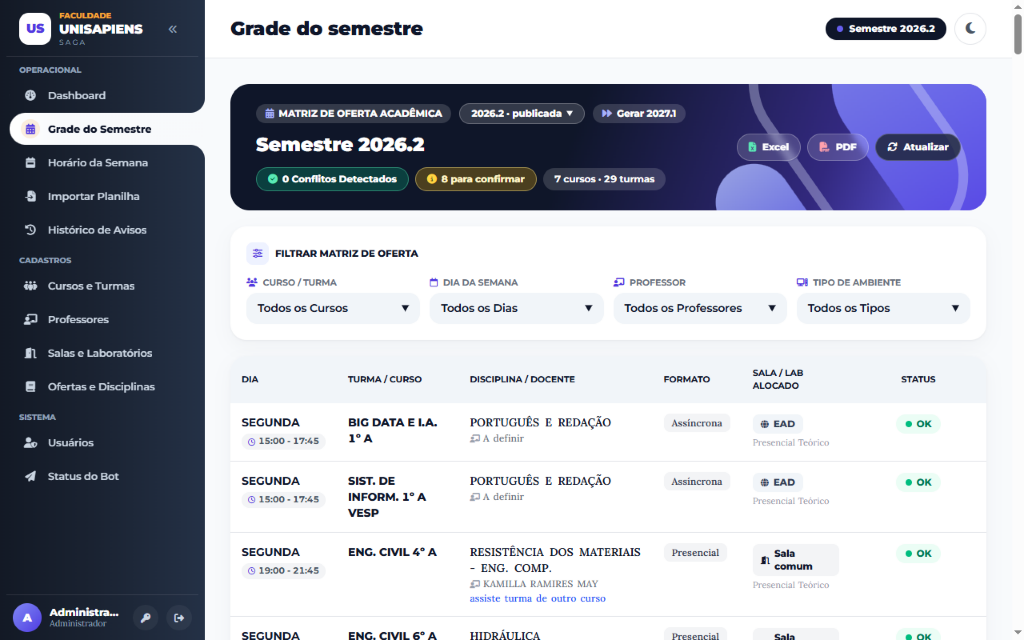 US
FACULDADE
UNISAPIENS
SAGA
«
OPERACIONAL
Dashboard
Grade do Semestre
Horário da Semana
Importar Planilha
Histórico de Avisos
CADASTROS
Cursos e Turmas
Professores
Salas e Laboratórios
Ofertas e Disciplinas
SISTEMA
Usuários
Status do Bot
A
Administra...
Administrador
Grade do semestre
Semestre 2026.2
MATRIZ DE OFERTA ACADÊMICA
2026.2 · publicada ▼
Gerar 2027.1
Semestre 2026.2
Excel
PDF
Atualizar
0 Conflitos Detectados
8 para confirmar
7 cursos · 29 turmas
FILTRAR MATRIZ DE OFERTA
CURSO / TURMA
DIA DA SEMANA
PROFESSOR
TIPO DE AMBIENTE
Todos os Cursos ▼
Todos os Dias ▼
Todos os Professores ▼
Todos os Tipos ▼
DIA
TURMA / CURSO
DISCIPLINA / DOCENTE
FORMATO
SALA / LAB
ALOCADO
STATUS
SEGUNDA
15:00 - 17:45
BIG DATA E I.A.
1º A
PORTUGUÊS E REDAÇÃO
A definir
Assíncrona
EAD
Presencial Teórico
OK
SEGUNDA
15:00 - 17:45
SIST. DE
INFORM. 1º A
VESP
PORTUGUÊS E REDAÇÃO
A definir
Assíncrona
EAD
Presencial Teórico
OK
SEGUNDA
19:00 - 21:45
ENG. CIVIL 4º A
RESISTÊNCIA DOS MATERIAIS
- ENG. COMP.
KAMILLA RAMIRES MAY
assiste turma de outro curso
Presencial
Sala
comum
Presencial Teórico
OK
SEGUNDA
ENG. CIVIL 6º A
HIDRÁULICA
Presencial
Sala
OK